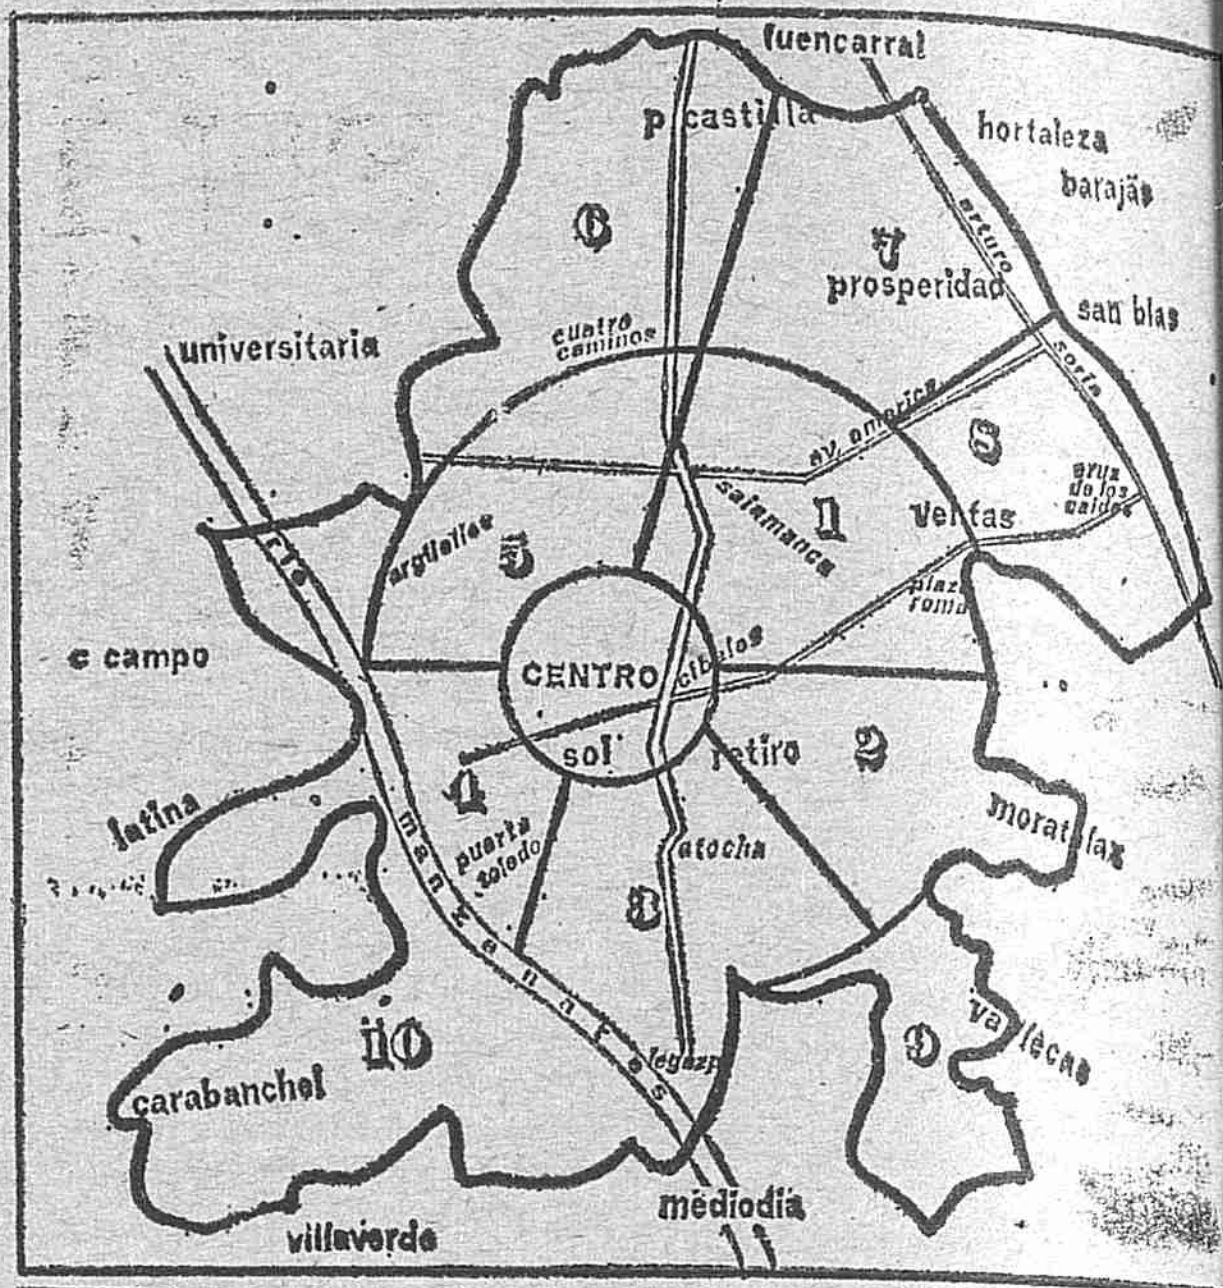 fuencarral
p. castilla
hortaleza
barajas
6
7
arturo
prosperidad
san blas
cuatro
caminos
universitaria
soria
av. america
8
cruz
de los
caidos
salamanca
1
Ventas
argüelles
5
rio
plaza
roma
c campo
CENTRO
cibeles
sol
retiro
2
4
latina
moratalaz
puerta
toledo
atocha
3
manzanares
vallecas
10
9
legazpi
carabanchel
mediodia
villaverde